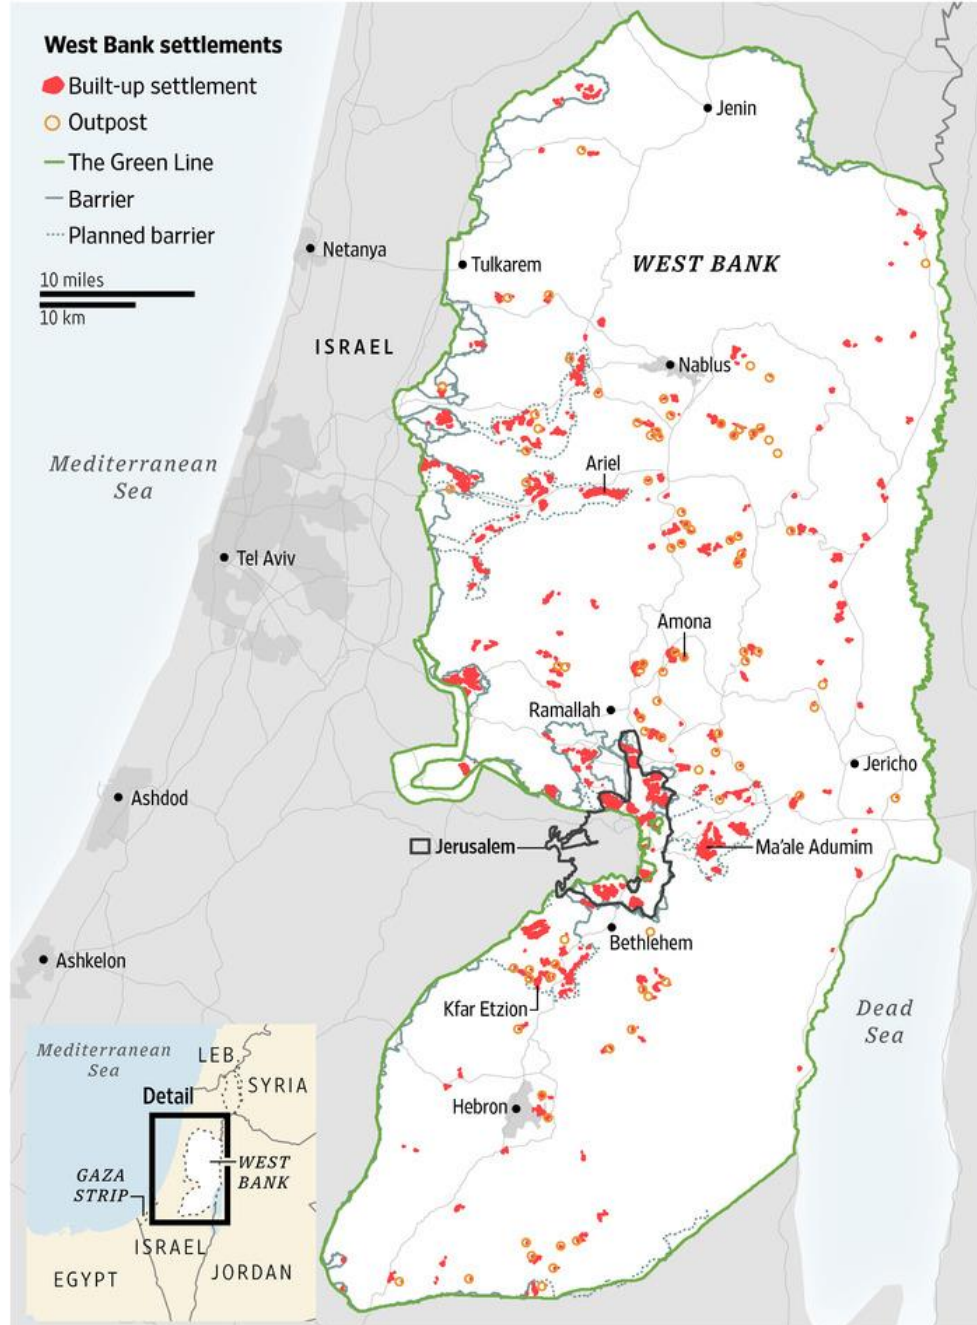 West Bank settlements
Built-up settlement
Outpost
The Green Line
Barrier
Planned barrier
10 miles
10 km
Jenin
Netanya
Tulkarem
WEST BANK
ISRAEL
Nablus
Mediterranean
Sea
Ariel
Tel Aviv
Amona
Ramallah
Jericho
Ashdod
Jerusalem
Ma'ale Adumim
Bethlehem
Ashkelon
Kfar Etzion
Dead
Sea
Hebron
Mediterranean
Sea
LEB
SYRIA
Detail
GAZA
STRIP
WEST
BANK
ISRAEL
EGYPT
JORDAN